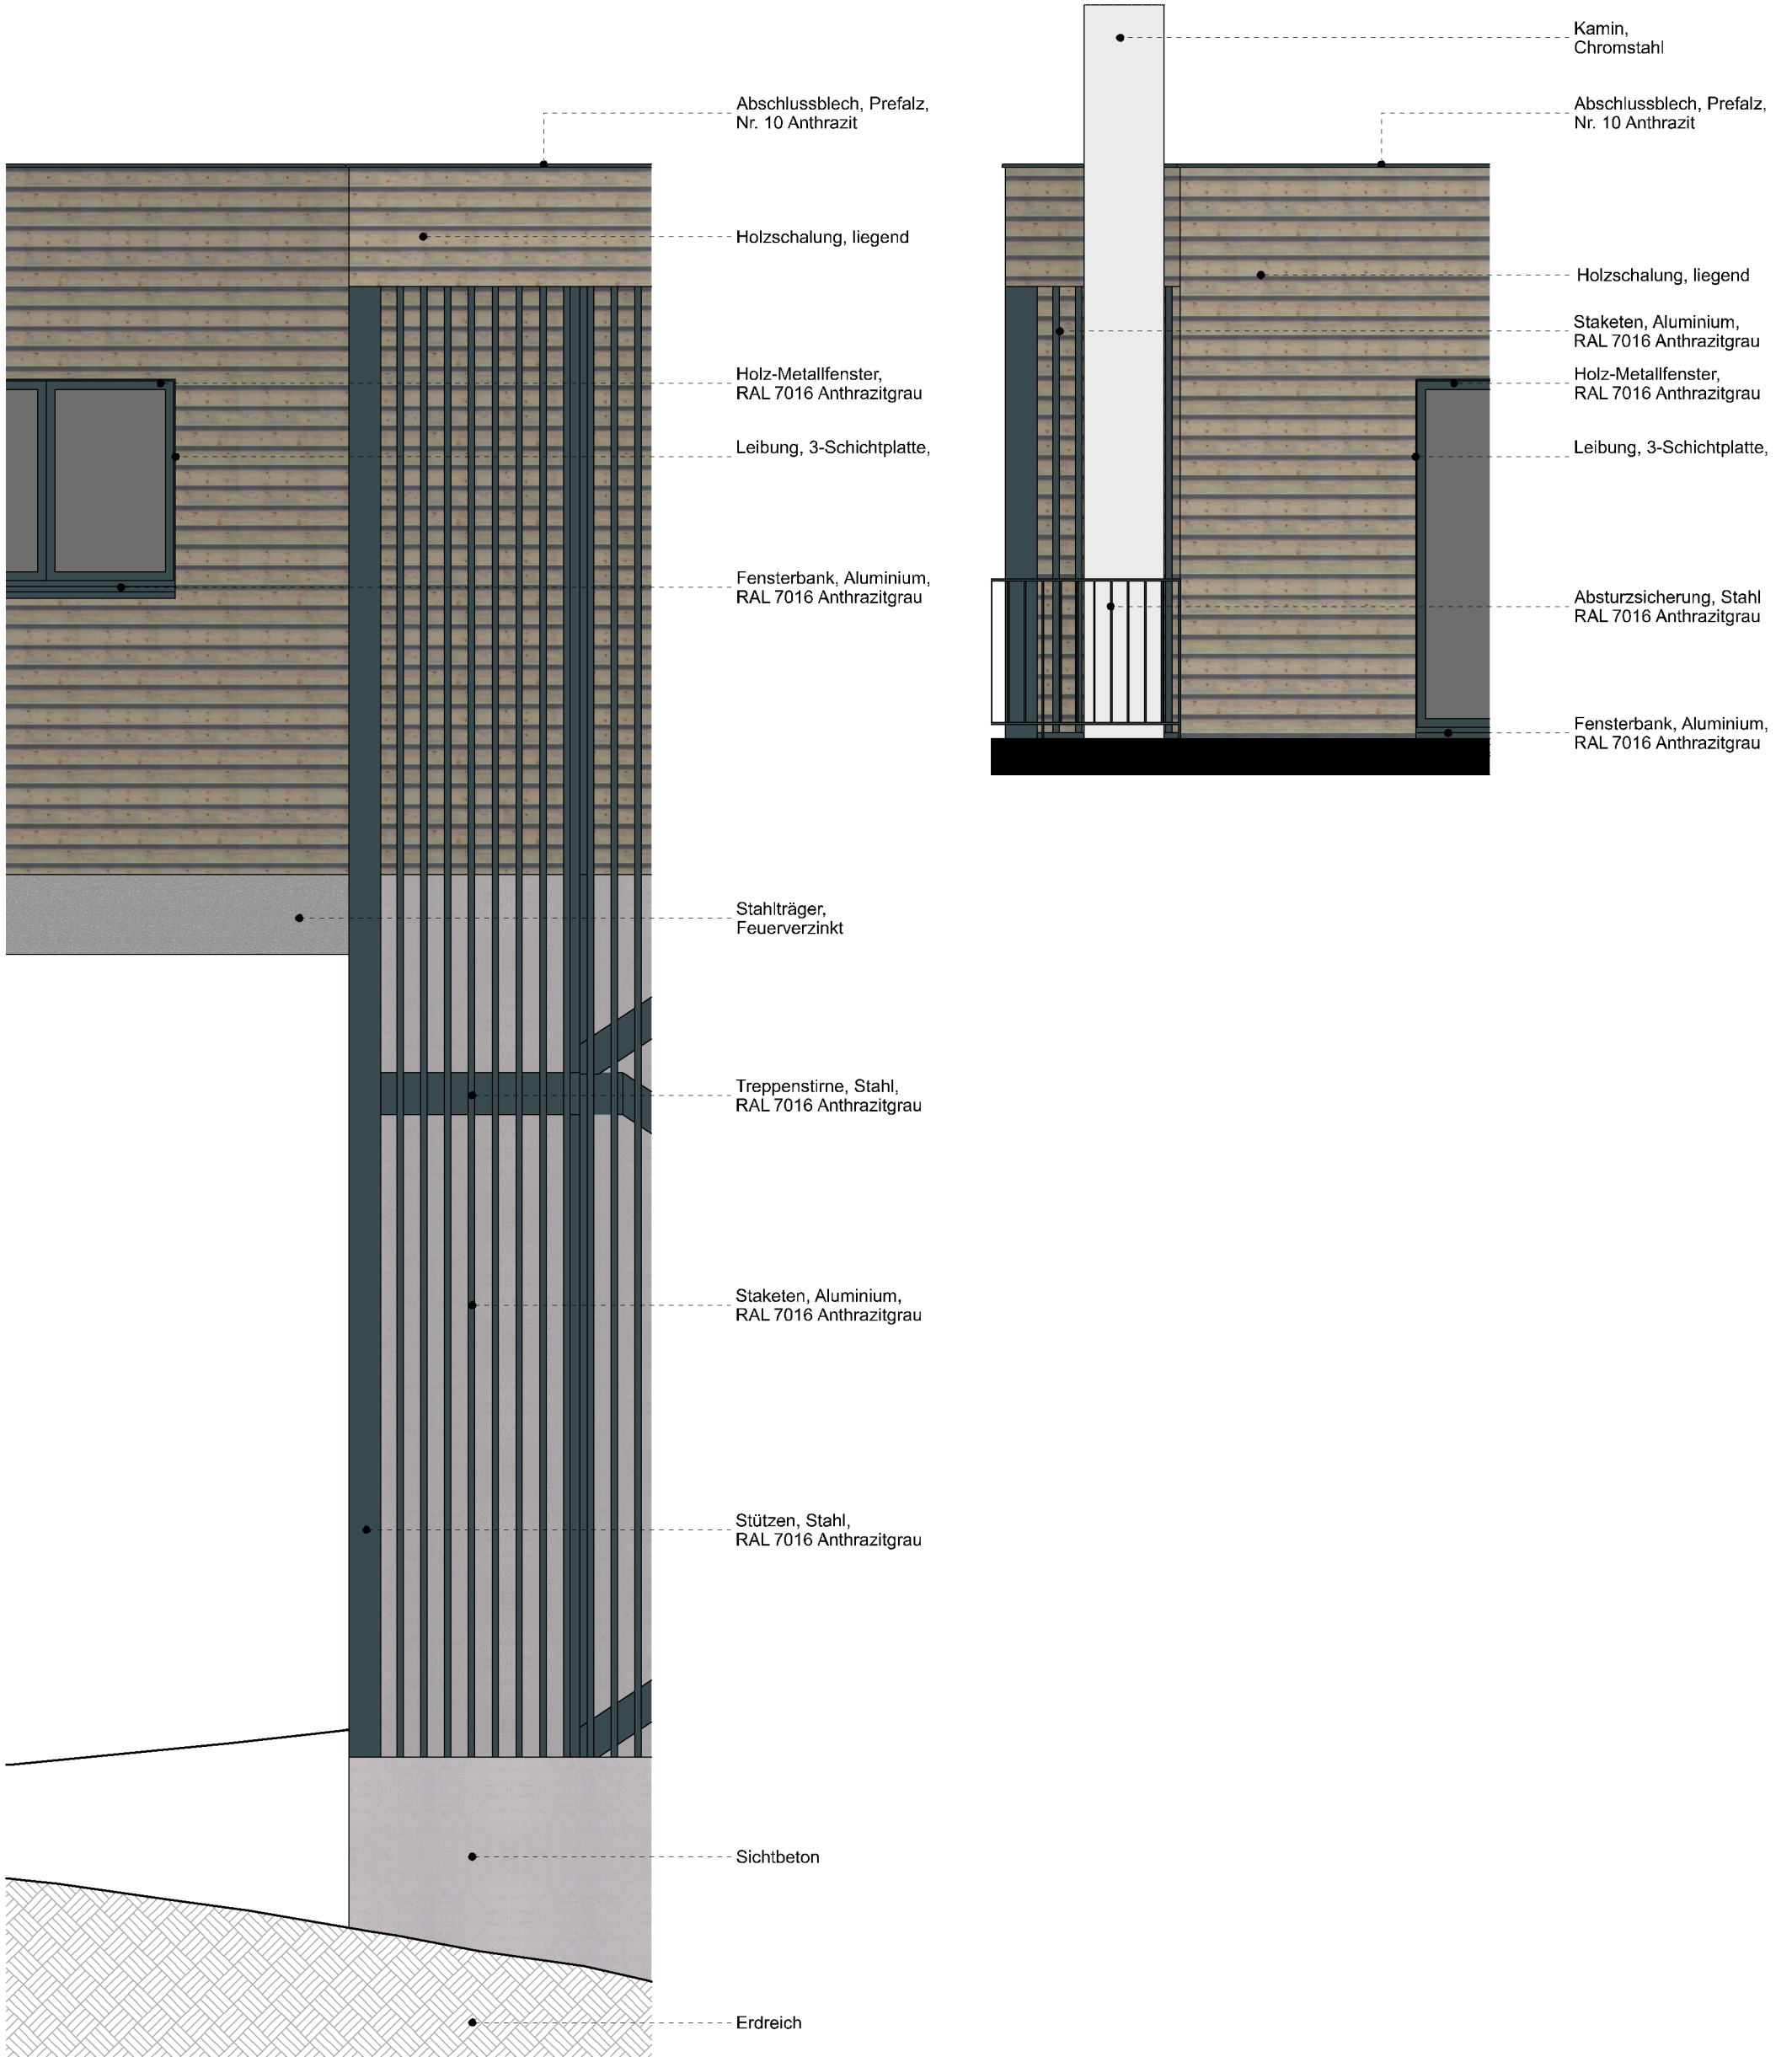 Abschlussblech, Prefalz,
Nr. 10 Anthrazit
Holzschalung, liegend
Holz-Metallfenster,
RAL 7016 Anthrazitgrau
Leibung, 3-Schichtplatte,
Fensterbank, Aluminium,
RAL 7016 Anthrazitgrau
Stahlträger,
Feuerverzinkt
Treppenstirne, Stahl,
RAL 7016 Anthrazitgrau
Staketen, Aluminium,
RAL 7016 Anthrazitgrau
Stützen, Stahl,
RAL 7016 Anthrazitgrau
Sichtbeton
Erdreich
Kamin,
Chromstahl
Abschlussblech, Prefalz,
Nr. 10 Anthrazit
Holzschalung, liegend
Staketen, Aluminium,
RAL 7016 Anthrazitgrau
Holz-Metallfenster,
RAL 7016 Anthrazitgrau
Leibung, 3-Schichtplatte,
Absturzsicherung, Stahl
RAL 7016 Anthrazitgrau
Fensterbank, Aluminium,
RAL 7016 Anthrazitgrau